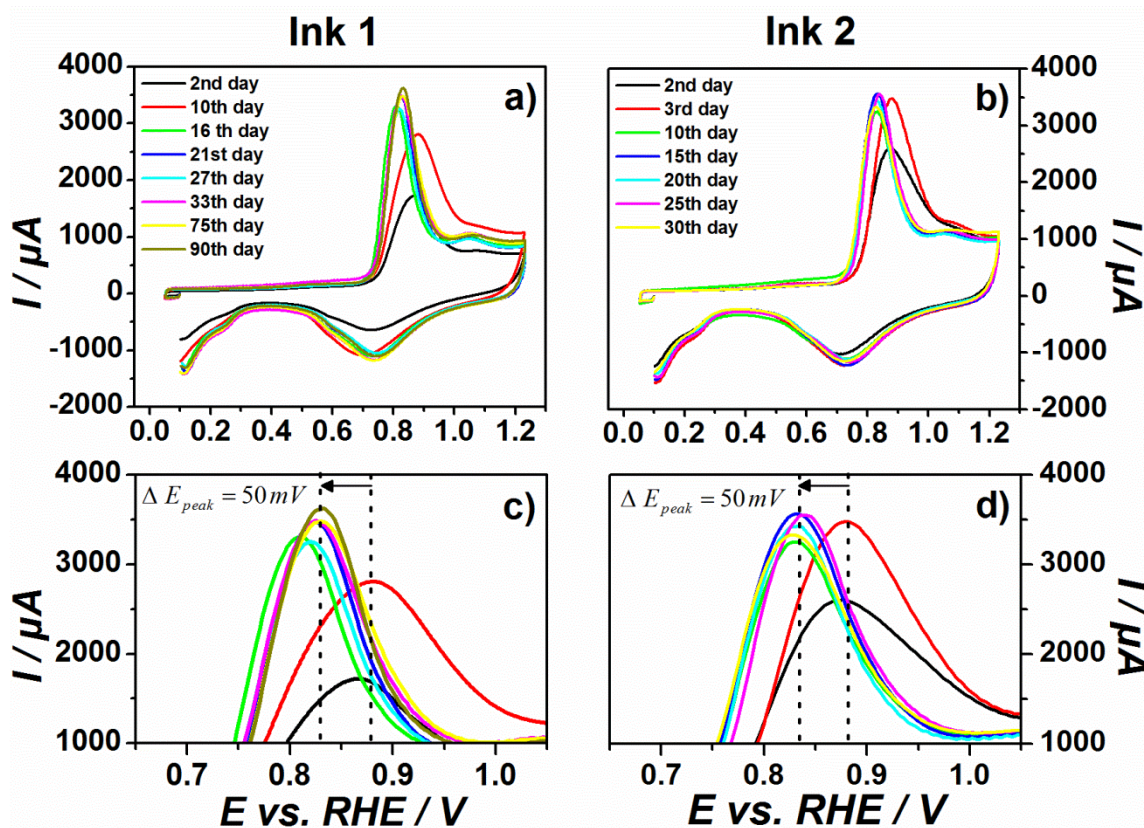 Ink 1
Ink 2
4000
3000
2000
1000
0
-1000
-2000
I / µA
2nd day
10th day
16 th day
21st day
27th day
33th day
75th day
90th day
a)
0.0 0.2 0.4 0.6 0.8 1.0 1.2
2nd day
3rd day
10th day
15th day
20th day
25th day
30th day
b)
4000
3000
2000
1000
0
-1000
-2000
I / µA
0.0 0.2 0.4 0.6 0.8 1.0 1.2
4000
3000
2000
1000
I / µA
Δ E peak = 50 mV
c)
0.7 0.8 0.9 1.0
E vs. RHE / V
Δ E peak = 50 mV
d)
4000
3000
2000
1000
I / µA
0.7 0.8 0.9 1.0
E vs. RHE / V